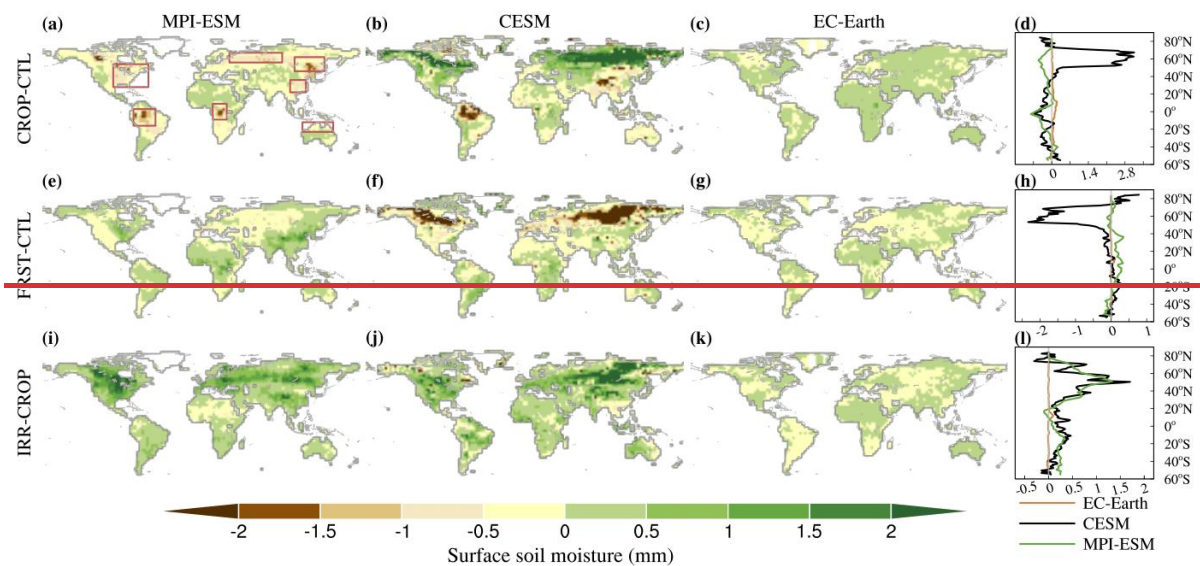 MPI-ESM CESM EC-Earth
(a) (b) (c) (d)
CROP-CTL
80°N
60°N
40°N
20°N
0°
20°S
40°S
60°S
0 1.4 2.8
(e) (f) (g) (h)
FRST-CTL
80°N
60°N
40°N
20°N
0°
20°S
40°S
60°S
-2 -1 0 1
(i) (j) (k) (l)
IRR-CROP
80°N
60°N
40°N
20°N
0°
20°S
40°S
60°S
-0.5 0 0.5 1 1.5 2
-2 -1.5 -1 -0.5 0 0.5 1 1.5 2
Surface soil moisture (mm)
EC-Earth
CESM
MPI-ESM